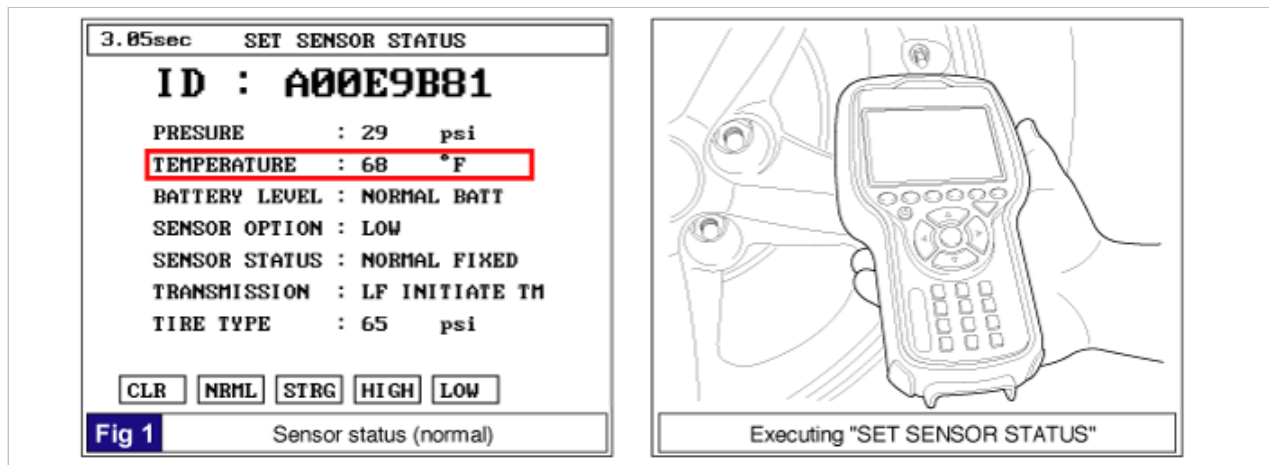 3.05sec SET SENSOR STATUS
ID : A00E9B81
PRESURE : 29 psi
TEMPERATURE : 68 °F
BATTERY LEVEL : NORMAL BATT
SENSOR OPTION : LOW
SENSOR STATUS : NORMAL FIXED
TRANSMISSION : LF INITIATE TM
TIRE TYPE : 65 psi
CLR NRML STRG HIGH LOW
Fig 1 Sensor status (normal)
Executing "SET SENSOR STATUS"